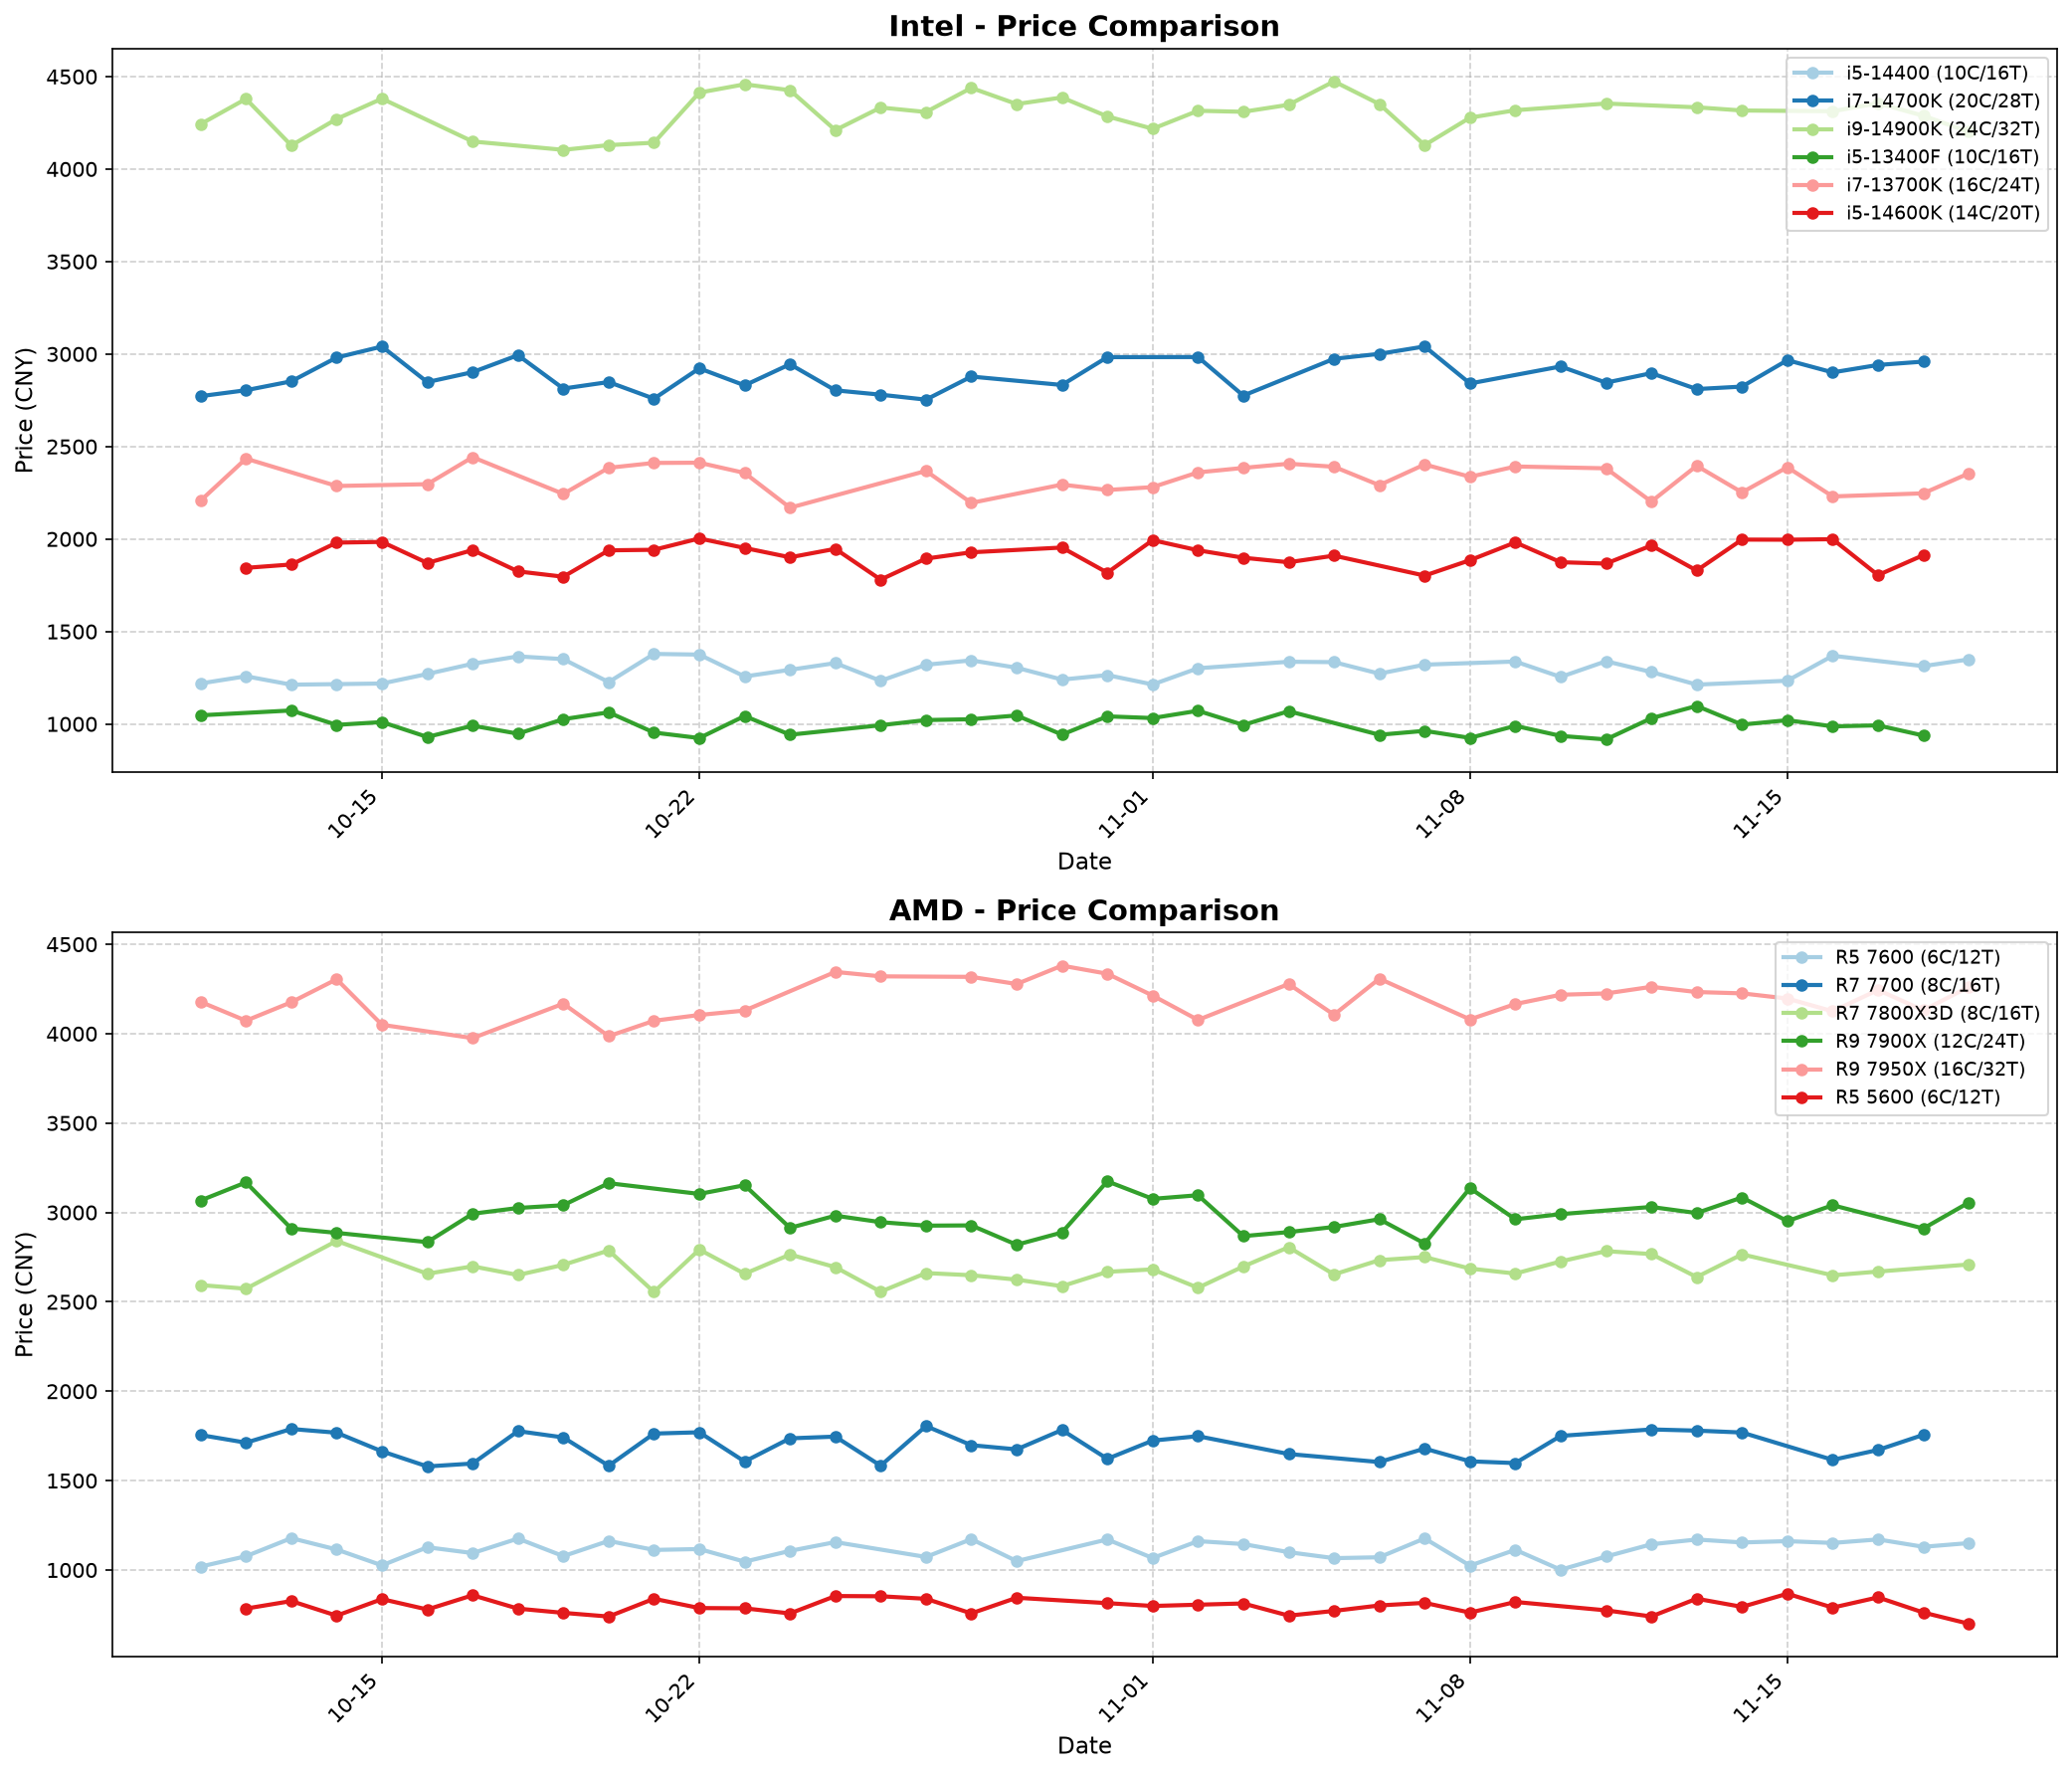 Intel - Price Comparison
4500
4000
3500
3000
2500
2000
1500
1000
Price (CNY)
i5-14400 (10C/16T)
i7-14700K (20C/28T)
i9-14900K (24C/32T)
i5-13400F (10C/16T)
i7-13700K (16C/24T)
i5-14600K (14C/20T)
10-15
10-22
11-01
11-08
11-15
Date
AMD - Price Comparison
4500
4000
3500
3000
2500
2000
1500
1000
Price (CNY)
R5 7600 (6C/12T)
R7 7700 (8C/16T)
R7 7800X3D (8C/16T)
R9 7900X (12C/24T)
R9 7950X (16C/32T)
R5 5600 (6C/12T)
10-15
10-22
11-01
11-08
11-15
Date